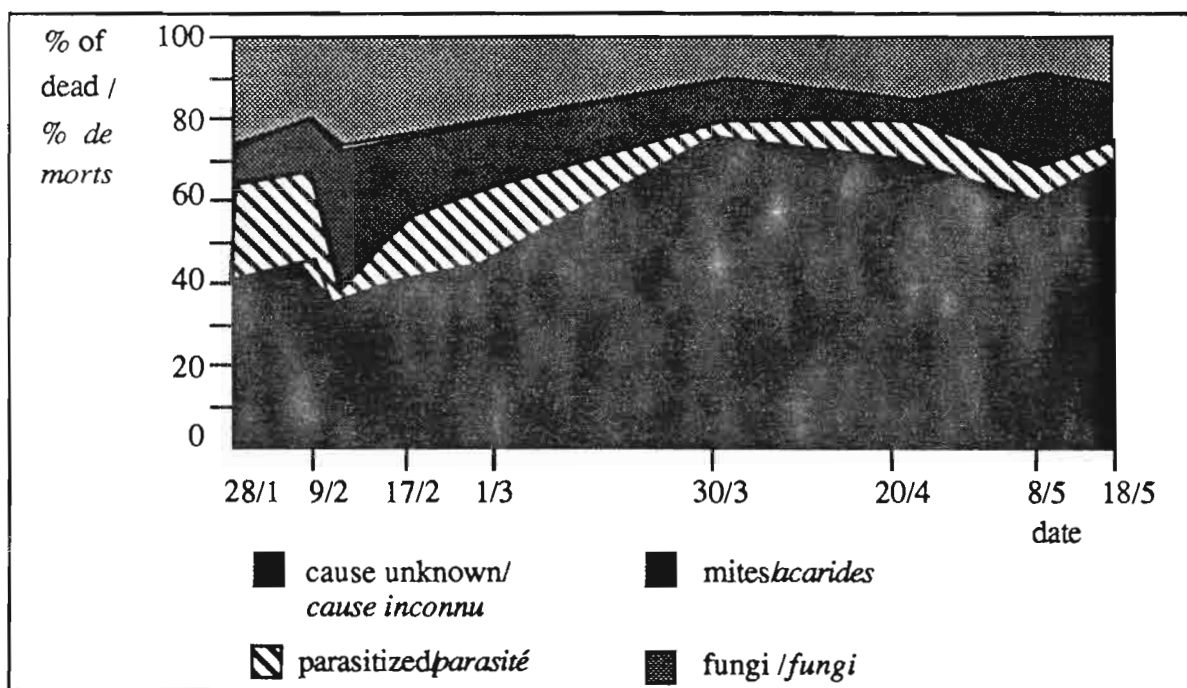 % of
dead /
% de
morts
100
80
60
40
20
0
28/1 9/2 17/2 1/3 30/3 20/4 8/5 18/5
date
cause unknown/
cause inconnu
mites/acarides
parasitized/parasité
fungi /fungi